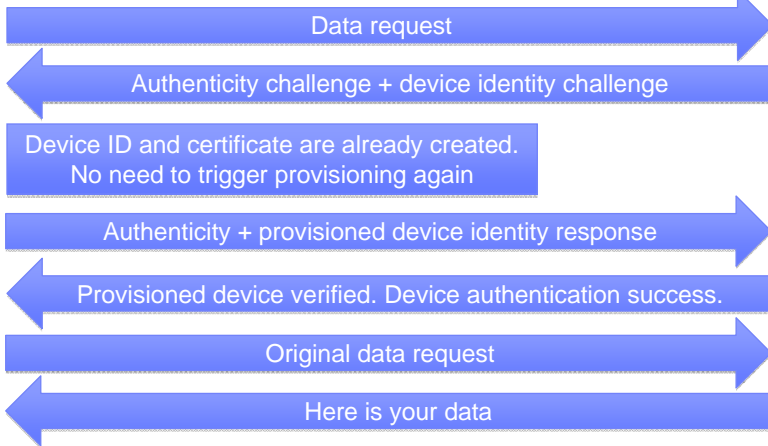 Data request
Authenticity challenge + device identity challenge
Device ID and certificate are already created.
No need to trigger provisioning again
Authenticity + provisioned device identity response
Provisioned device verified. Device authentication success.
Original data request
Here is your data